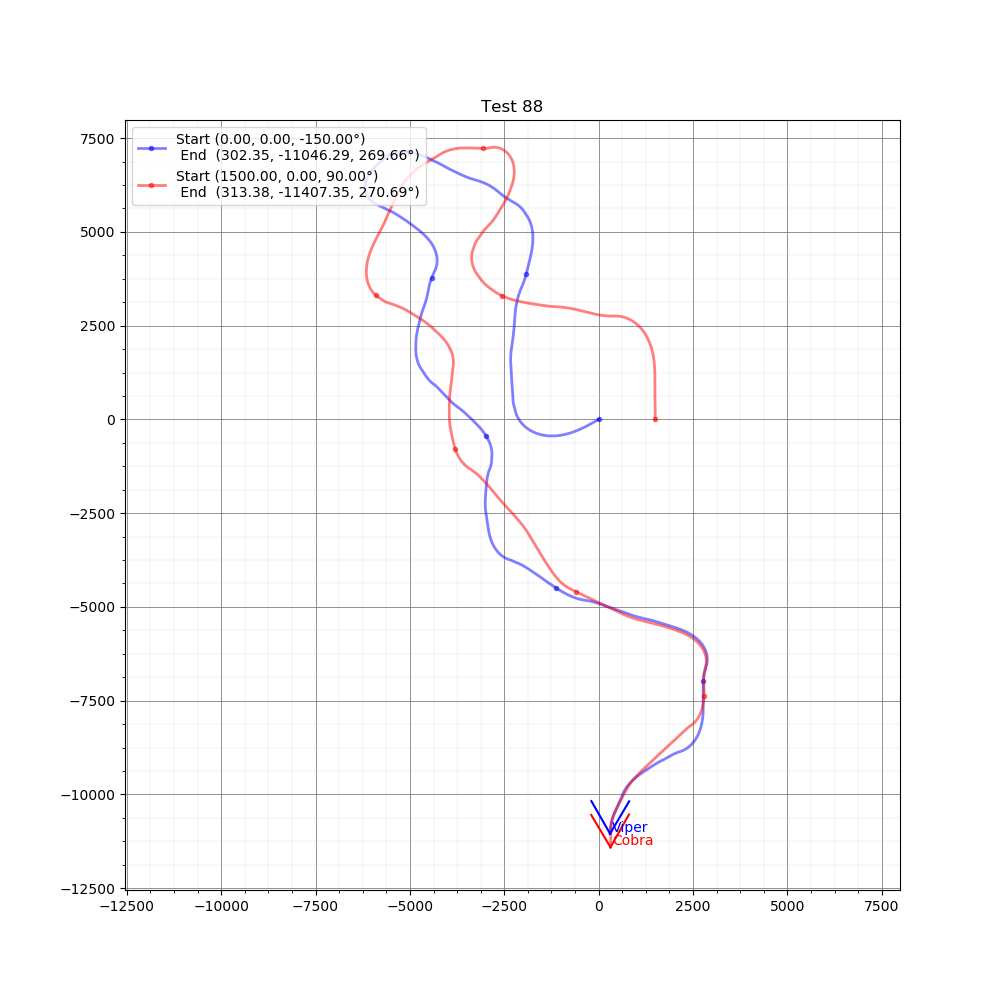 Test 88
Start (0.00, 0.00, -150.00°)
End (302.35, -11046.29, 269.66°)
Start (1500.00, 0.00, 90.00°)
End (313.38, -11407.35, 270.69°)
7500
5000
2500
0
−2500
−5000
−7500
−10000
−12500
Viper
Cobra
−12500 −10000 −7500 −5000 −2500 0 2500 5000 7500